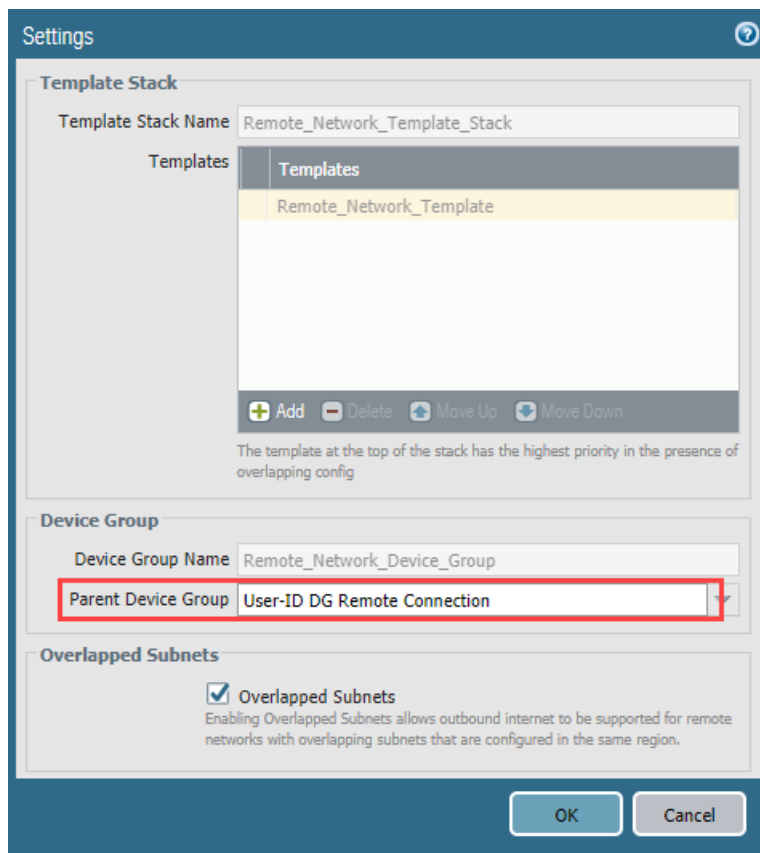 Settings
Template Stack
Template Stack Name Remote_Network_Template_Stack
Templates
Templates
Remote_Network_Template
Add Delete Move Up Move Down
The template at the top of the stack has the highest priority in the presence of
overlapping config
Device Group
Device Group Name Remote_Network_Device_Group
Parent Device Group User-ID DG Remote Connection
Overlapped Subnets
Overlapped Subnets
Enabling Overlapped Subnets allows outbound internet to be supported for remote
networks with overlapping subnets that are configured in the same region.
OK Cancel